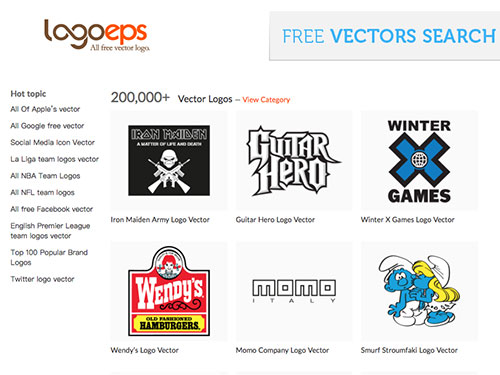 logoeps
All free vector logo.
FREE VECTORS SEARCH
Hot topic
All Of Apple's vector
All Google free vector
Social Media Icon Vector
La Liga team logos vector
All NBA Team Logos
All NFL team logos
All free Facebook vector
English Premier League
team logos vector
Top 100 Popular Brand
Logos
Twitter logo vector
200,000+ Vector Logos – View Category
IRON MAIDEN
A MATTER OF LIFE AND DEATH
Iron Maiden Army Logo Vector
GUITAR
HERO
Guitar Hero Logo Vector
WINTER
X
GAMES
Winter X Games Logo Vector
WENDY'S
OLD FASHIONED
HAMBURGERS.
Wendy's Logo Vector
MOMO
ITALY
Momo Company Logo Vector
Smurf Stroumfaki Logo Vector